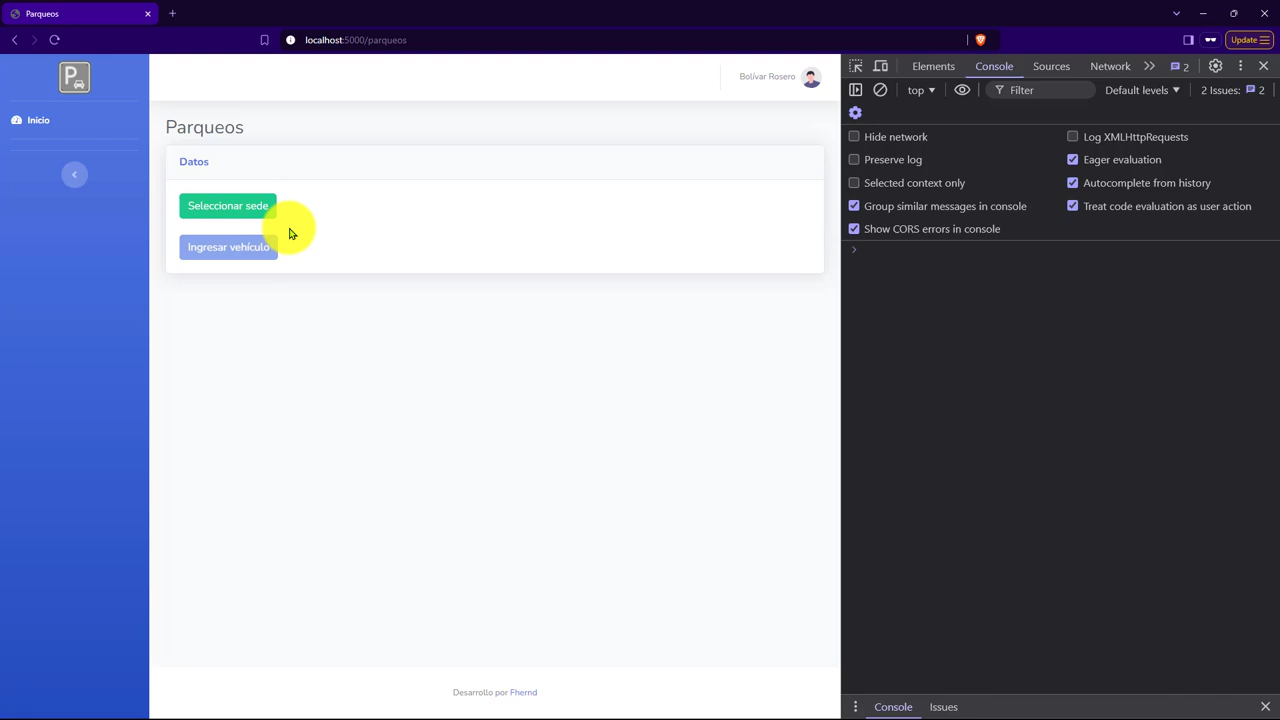 Parqueos
localhost:5000/parqueos
Update
P
Inicio
Bolívar Rosero
Parqueos
Datos
Seleccionar sede
Ingresar vehículo
Desarrollo por Fhernd
Elements
Console
Sources
Network
2
top
Filter
Default levels
2 Issues: 2
Hide network
Log XMLHttpRequests
Preserve log
Eager evaluation
Selected context only
Autocomplete from history
Group similar messages in console
Treat code evaluation as user action
Show CORS errors in console
Console
Issues